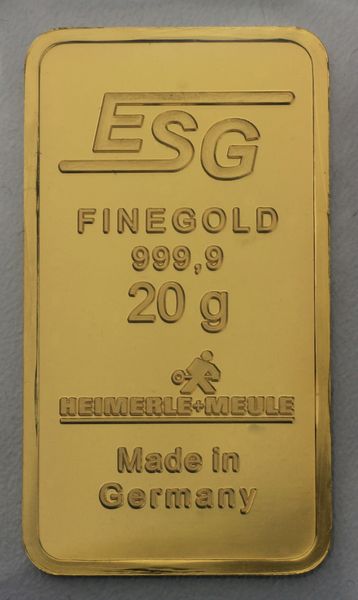 ESG
FINEGOLD
999,9
20 g
HEIMERLE+MEULE
Made in
Germany